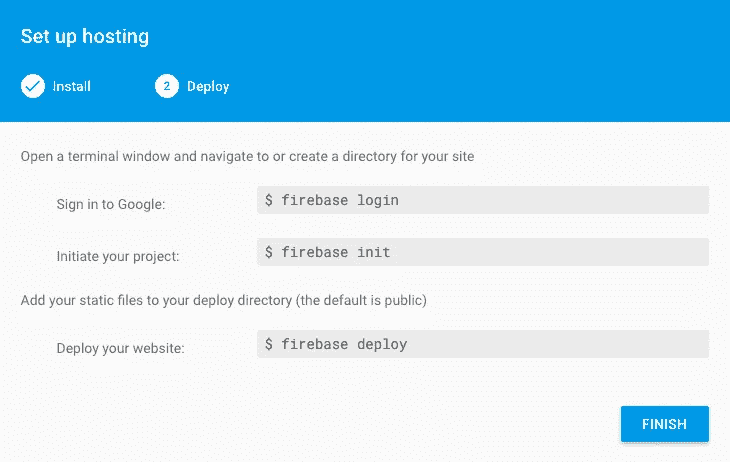 Set up hosting
Install
2 Deploy
Open a terminal window and navigate to or create a directory for your site
Sign in to Google: $ firebase login
Initiate your project: $ firebase init
Add your static files to your deploy directory (the default is public)
Deploy your website: $ firebase deploy
FINISH